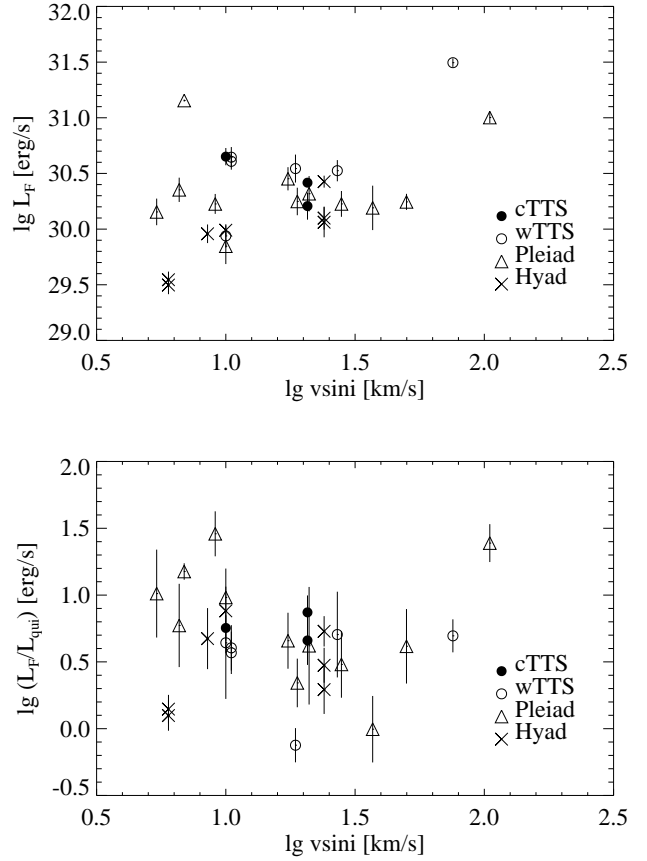 32.0
31.5
31.0
30.5
30.0
29.5
29.0
lg L_F [erg/s]
cTTS
wTTS
Pleiad
Hyad
0.5 1.0 1.5 2.0 2.5
lg vsini [km/s]
2.0
1.5
1.0
0.5
0.0
-0.5
lg (L_F/L_qui) [erg/s]
cTTS
wTTS
Pleiad
Hyad
0.5 1.0 1.5 2.0 2.5
lg vsini [km/s]